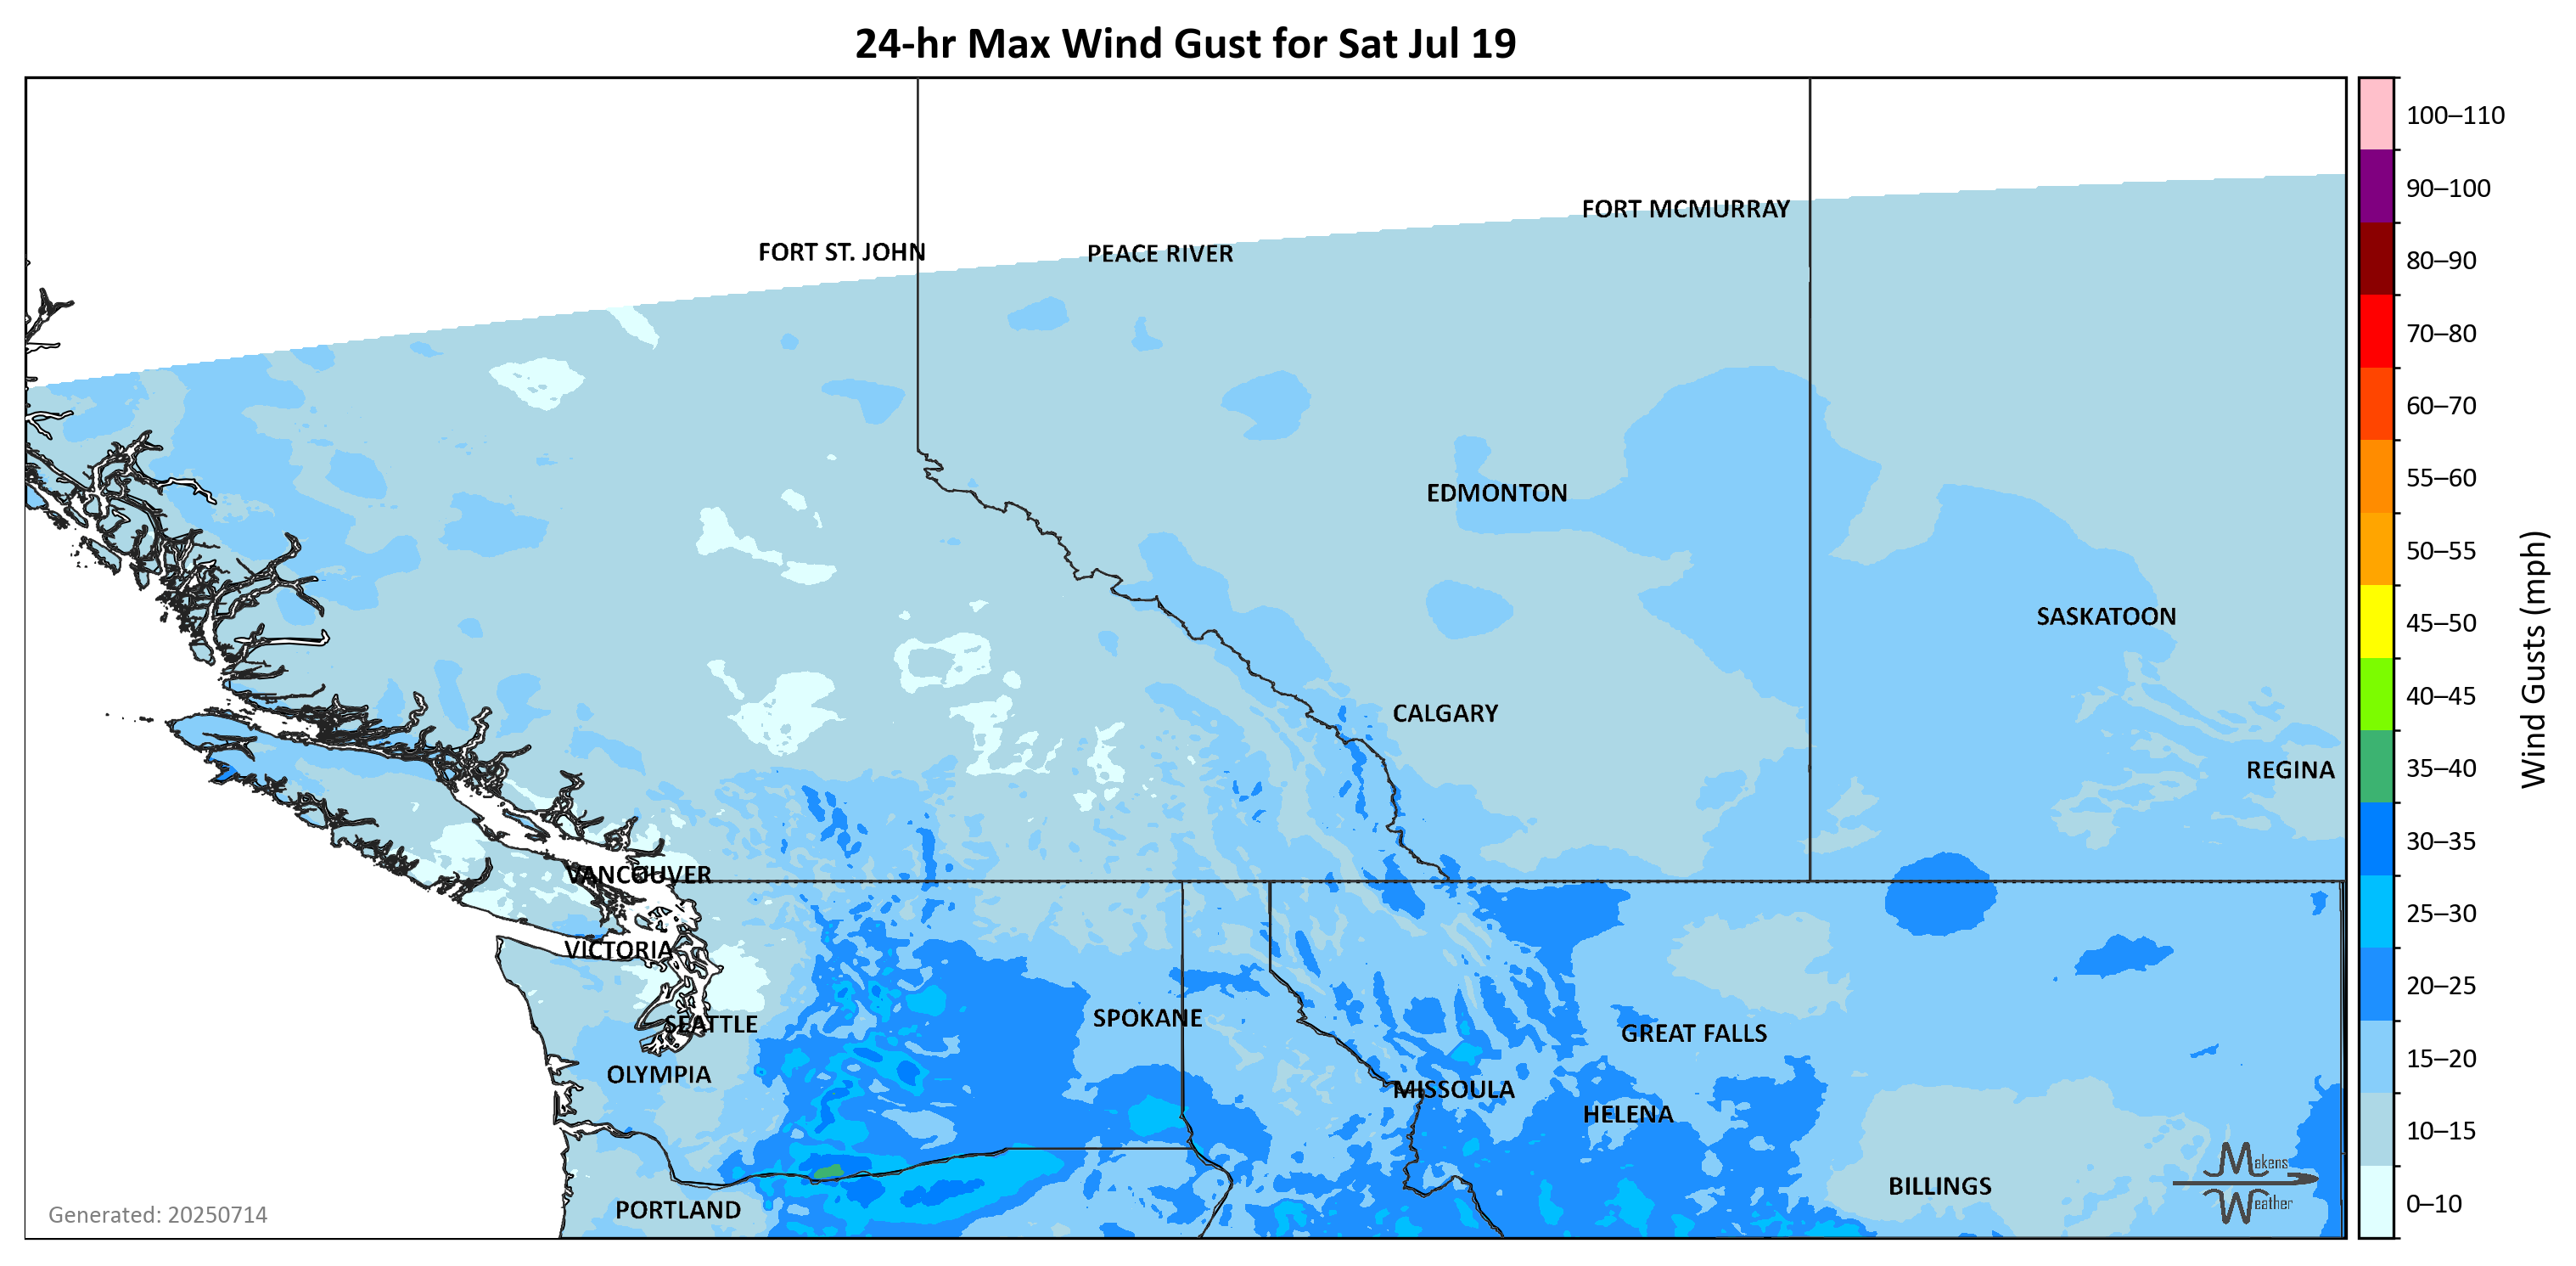 24-hr Max Wind Gust for Sat Jul 19
100–110
90–100
80–90
70–80
60–70
55–60
50–55
45–50
40–45
35–40
30–35
25–30
20–25
15–20
10–15
0–10
Wind Gusts (mph)
FORT MCMURRAY
FORT ST. JOHN
PEACE RIVER
EDMONTON
SASKATOON
CALGARY
REGINA
VANCOUVER
VICTORIA
SEATTLE
SPOKANE
GREAT FALLS
OLYMPIA
MISSOULA
HELENA
BILLINGS
PORTLAND
Makens
Weather
Generated: 20250714